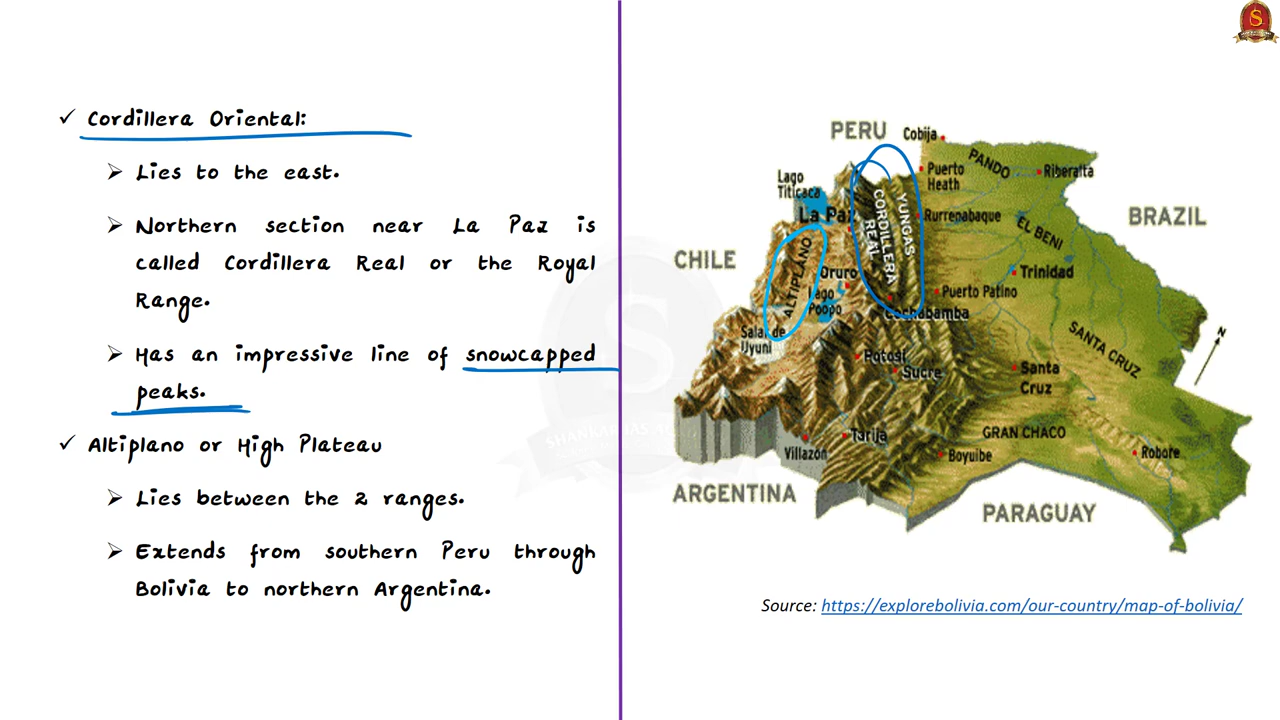 ✓ Cordillera Oriental:
➢ Lies to the east.
➢ Northern section near La Paz is
called Cordillera Real or the Royal
Range.
➢ Has an impressive line of snowcapped
peaks.
✓ Altiplano or High Plateau
➢ Lies between the 2 ranges.
➢ Extends from southern Peru through
Bolivia to northern Argentina.
S
PERU
Cobija
PANDO
Puerto
Heath
Riberalta
Lago
Titicaca
La Paz
YUNGAS
CORDILLERA
REAL
Rurrenabaque
BRAZIL
EL BENI
CHILE
ALTIPLANO
Oruro
Trinidad
Lago
Poopo
Puerto Patino
Cochabamba
Salar de
Uyuni
SANTA CRUZ
N
Potosi
Sucre
Santa
Cruz
GRAN CHACO
Tarija
Villazon
Boyuibe
Robore
ARGENTINA
PARAGUAY
Source: https://explorebolivia.com/our-country/map-of-bolivia/